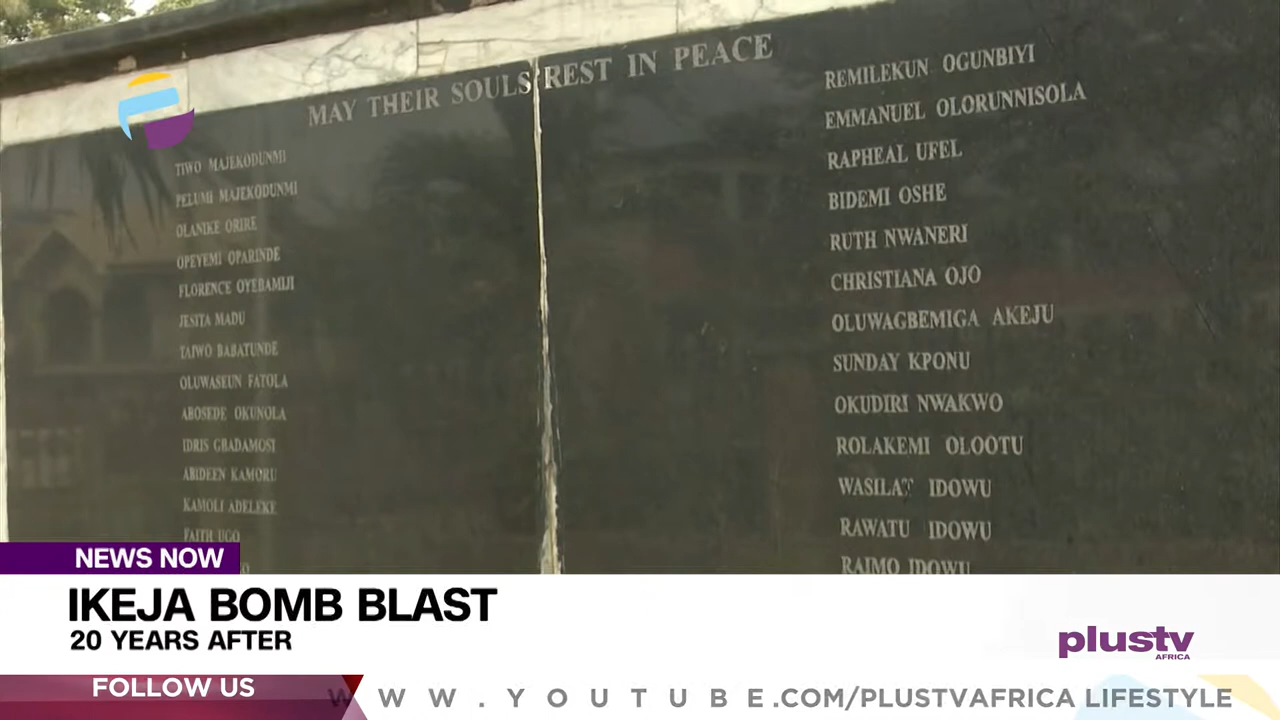 MAY THEIR SOULS REST IN PEACE
TIWO MAJEKODUNMI
PELUMI MAJEKODUNMI
OLANIKE ORIRE
OPEYEMI OPARINDE
FLORENCE OYEBAMIJI
JESITA MADU
TAIWO BABATUNDE
OLUWASEUN FATOLA
ABOSEDE OKUNOLA
IDRIS GBADAMOSI
ABIDEEN KAMORU
KAMOLI ADELEKE
FAITH UGO
REMILEKUN OGUNBIYI
EMMANUEL OLORUNNISOLA
RAPHEAL UFEL
BIDEMI OSHE
RUTH NWANERI
CHRISTIANA OJO
OLUWAGBEMIGA AKEJU
SUNDAY KPONU
OKUDIRI NWAKWO
ROLAKEMI OLOOTU
WASILAT IDOWU
RAWATU IDOWU
RAIMO IDOWU
NEWS NOW
IKEJA BOMB BLAST
20 YEARS AFTER
plustv
AFRICA
FOLLOW US
WWW.YOUTUBE.COM/PLUSTVAFRICA LIFESTYLE